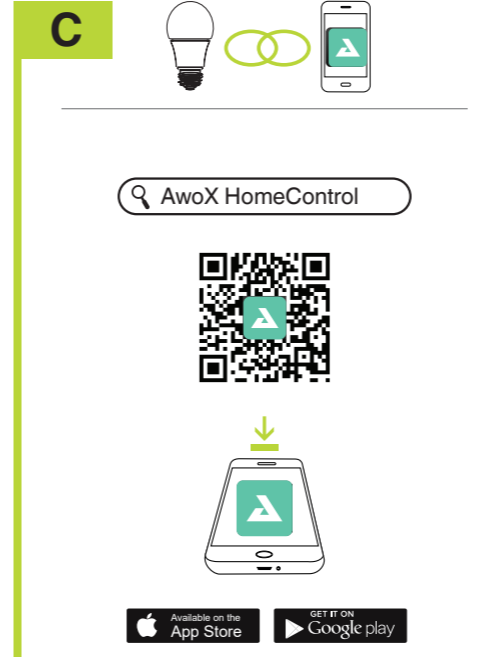 C
AwoX HomeControl
Available on the
App Store
GET IT ON
Google play